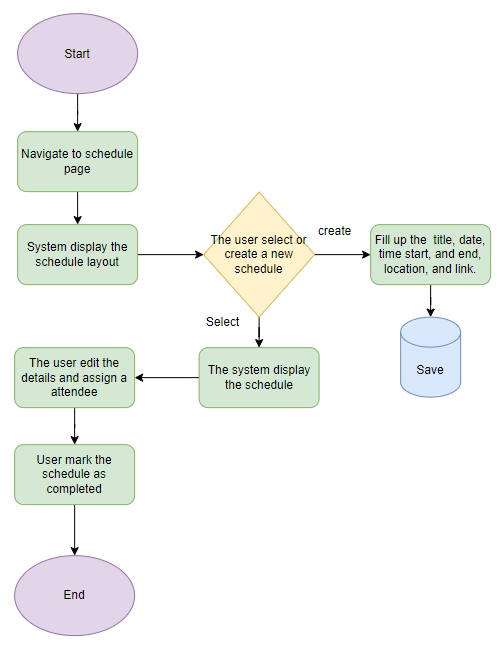 Start
Navigate to schedule
page
System display the
schedule layout
The user select or
create a new
schedule
create
Fill up the title, date,
time start, and end,
location, and link.
Save
Select
The system display
the schedule
The user edit the
details and assign a
attendee
User mark the
schedule as
completed
End